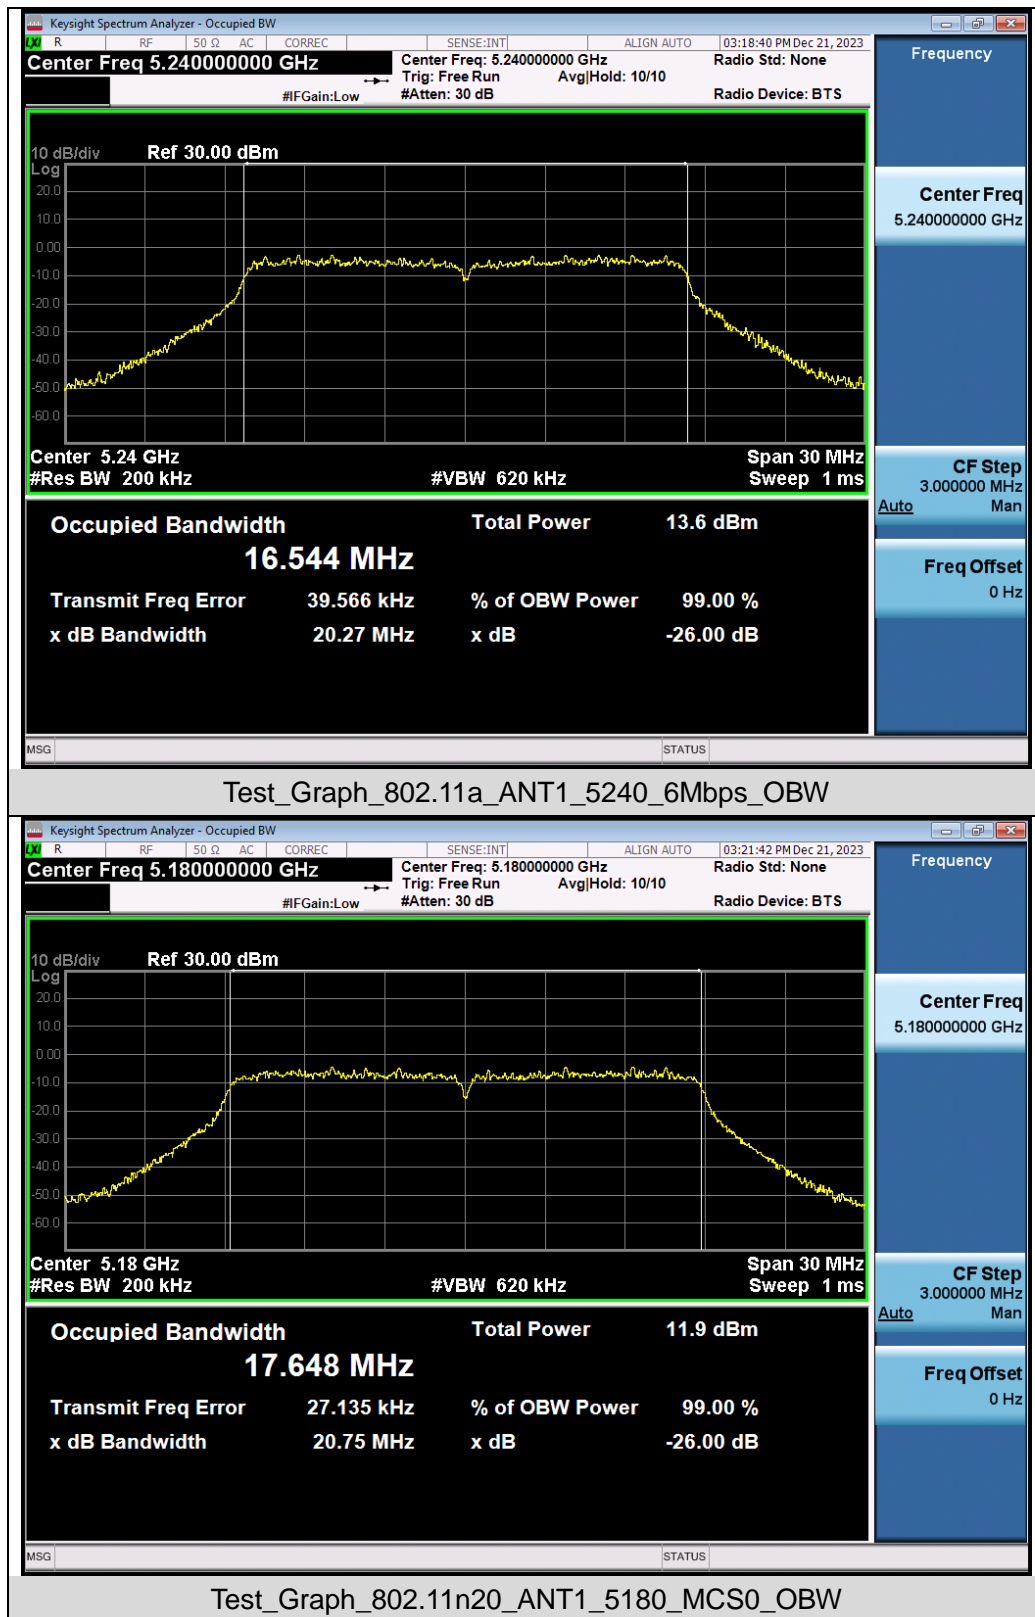 Keysight Spectrum Analyzer - Occupied BW
LXI R RF 50 Ω AC CORREC SENSE:INT ALIGN AUTO 03:18:40 PM Dec 21, 2023
Center Freq 5.240000000 GHz
Center Freq: 5.240000000 GHz
Radio Std: None
Trig: Free Run Avg|Hold: 10/10
#IFGain:Low
#Atten: 30 dB
Radio Device: BTS
Frequency
10 dB/div Ref 30.00 dBm
Log
20.0
10.0
0.00
-10.0
-20.0
-30.0
-40.0
-50.0
-60.0
Center Freq
5.240000000 GHz
Center 5.24 GHz Span 30 MHz
#Res BW 200 kHz #VBW 620 kHz Sweep 1 ms
CF Step
3.000000 MHz
Auto Man
Freq Offset
0 Hz
Occupied Bandwidth Total Power 13.6 dBm
16.544 MHz
Transmit Freq Error 39.566 kHz % of OBW Power 99.00 %
x dB Bandwidth 20.27 MHz x dB -26.00 dB
MSG STATUS
Test_Graph_802.11a_ANT1_5240_6Mbps_OBW
Keysight Spectrum Analyzer - Occupied BW
LXI R RF 50 Ω AC CORREC SENSE:INT ALIGN AUTO 03:21:42 PM Dec 21, 2023
Center Freq 5.180000000 GHz
Center Freq: 5.180000000 GHz
Radio Std: None
Trig: Free Run Avg|Hold: 10/10
#IFGain:Low
#Atten: 30 dB
Radio Device: BTS
Frequency
10 dB/div Ref 30.00 dBm
Log
20.0
10.0
0.00
-10.0
-20.0
-30.0
-40.0
-50.0
-60.0
Center Freq
5.180000000 GHz
Center 5.18 GHz Span 30 MHz
#Res BW 200 kHz #VBW 620 kHz Sweep 1 ms
CF Step
3.000000 MHz
Auto Man
Freq Offset
0 Hz
Occupied Bandwidth Total Power 11.9 dBm
17.648 MHz
Transmit Freq Error 27.135 kHz % of OBW Power 99.00 %
x dB Bandwidth 20.75 MHz x dB -26.00 dB
MSG STATUS
Test_Graph_802.11n20_ANT1_5180_MCS0_OBW